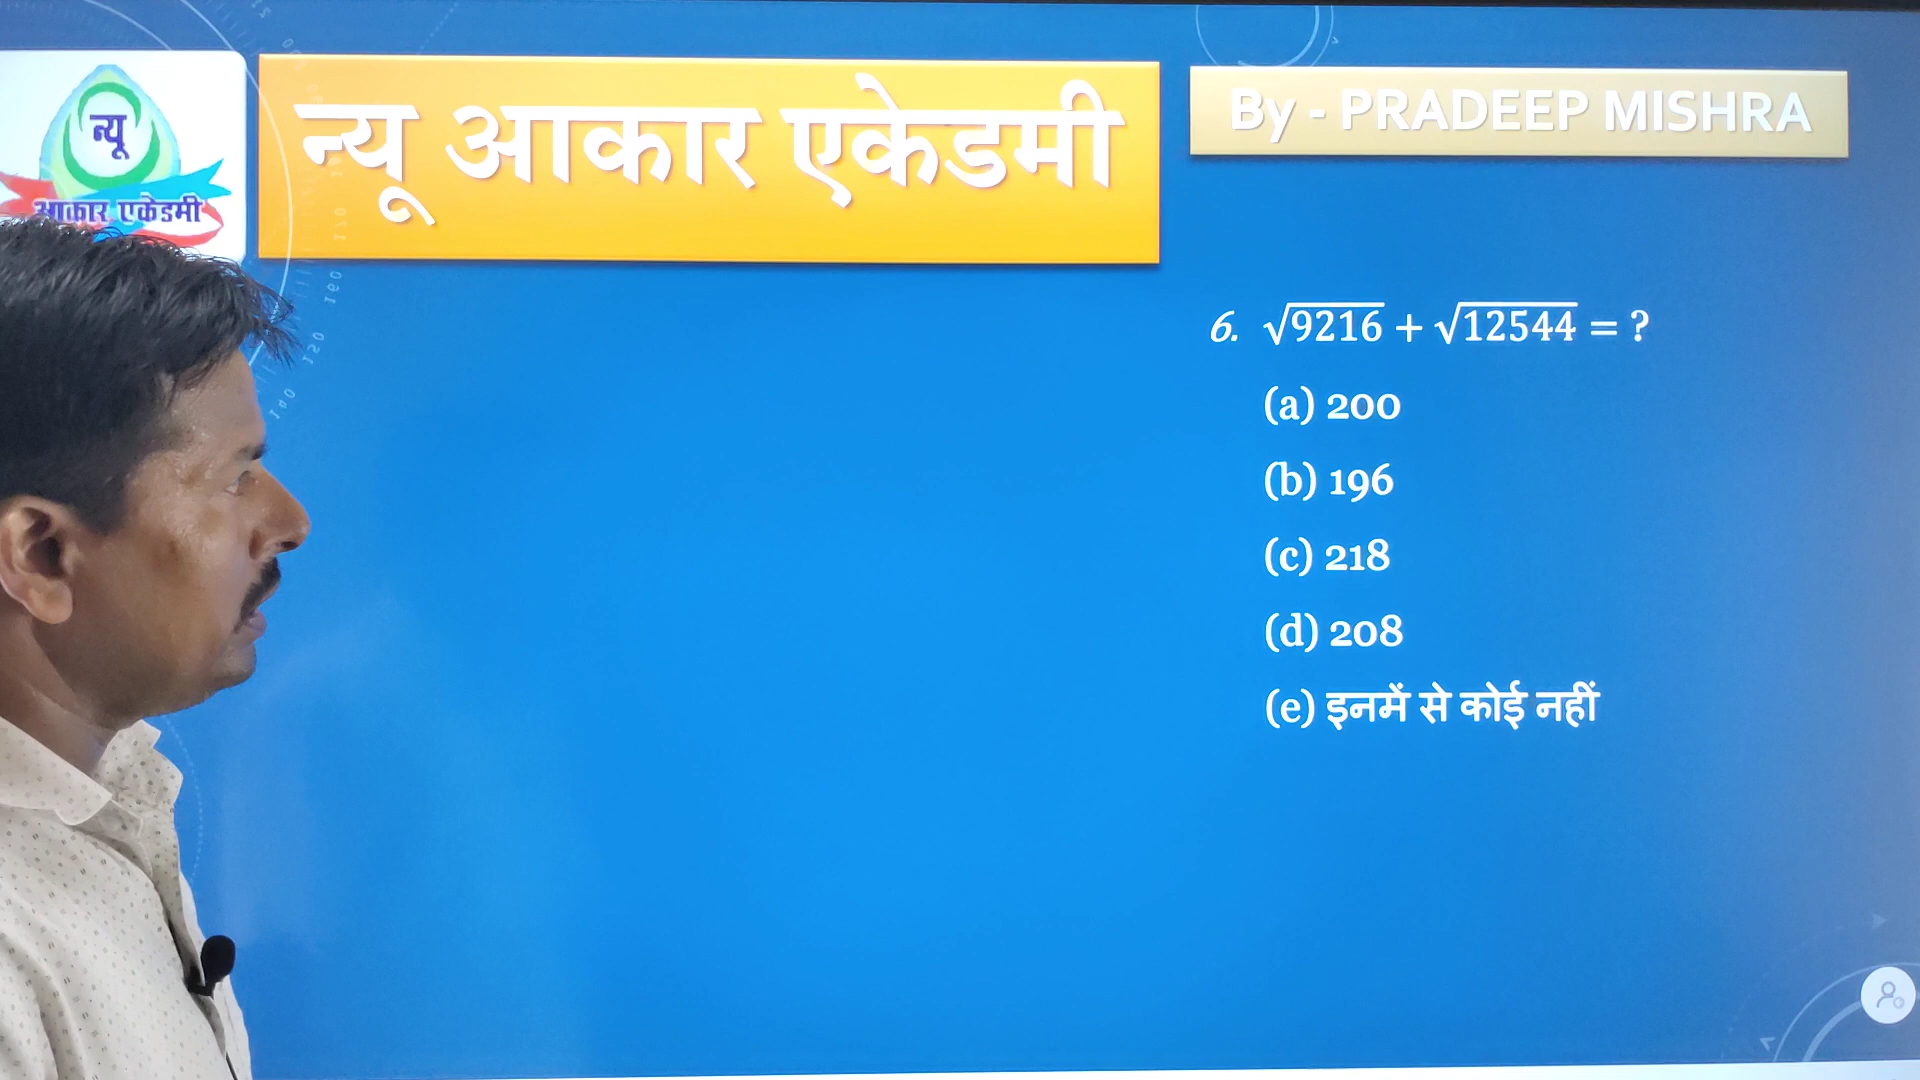 न्यू
आकार एकेडमी
न्यू आकार एकेडमी
By - PRADEEP MISHRA
6. √9216 + √12544 = ?
(a) 200
(b) 196
(c) 218
(d) 208
(e) इनमें से कोई नहीं